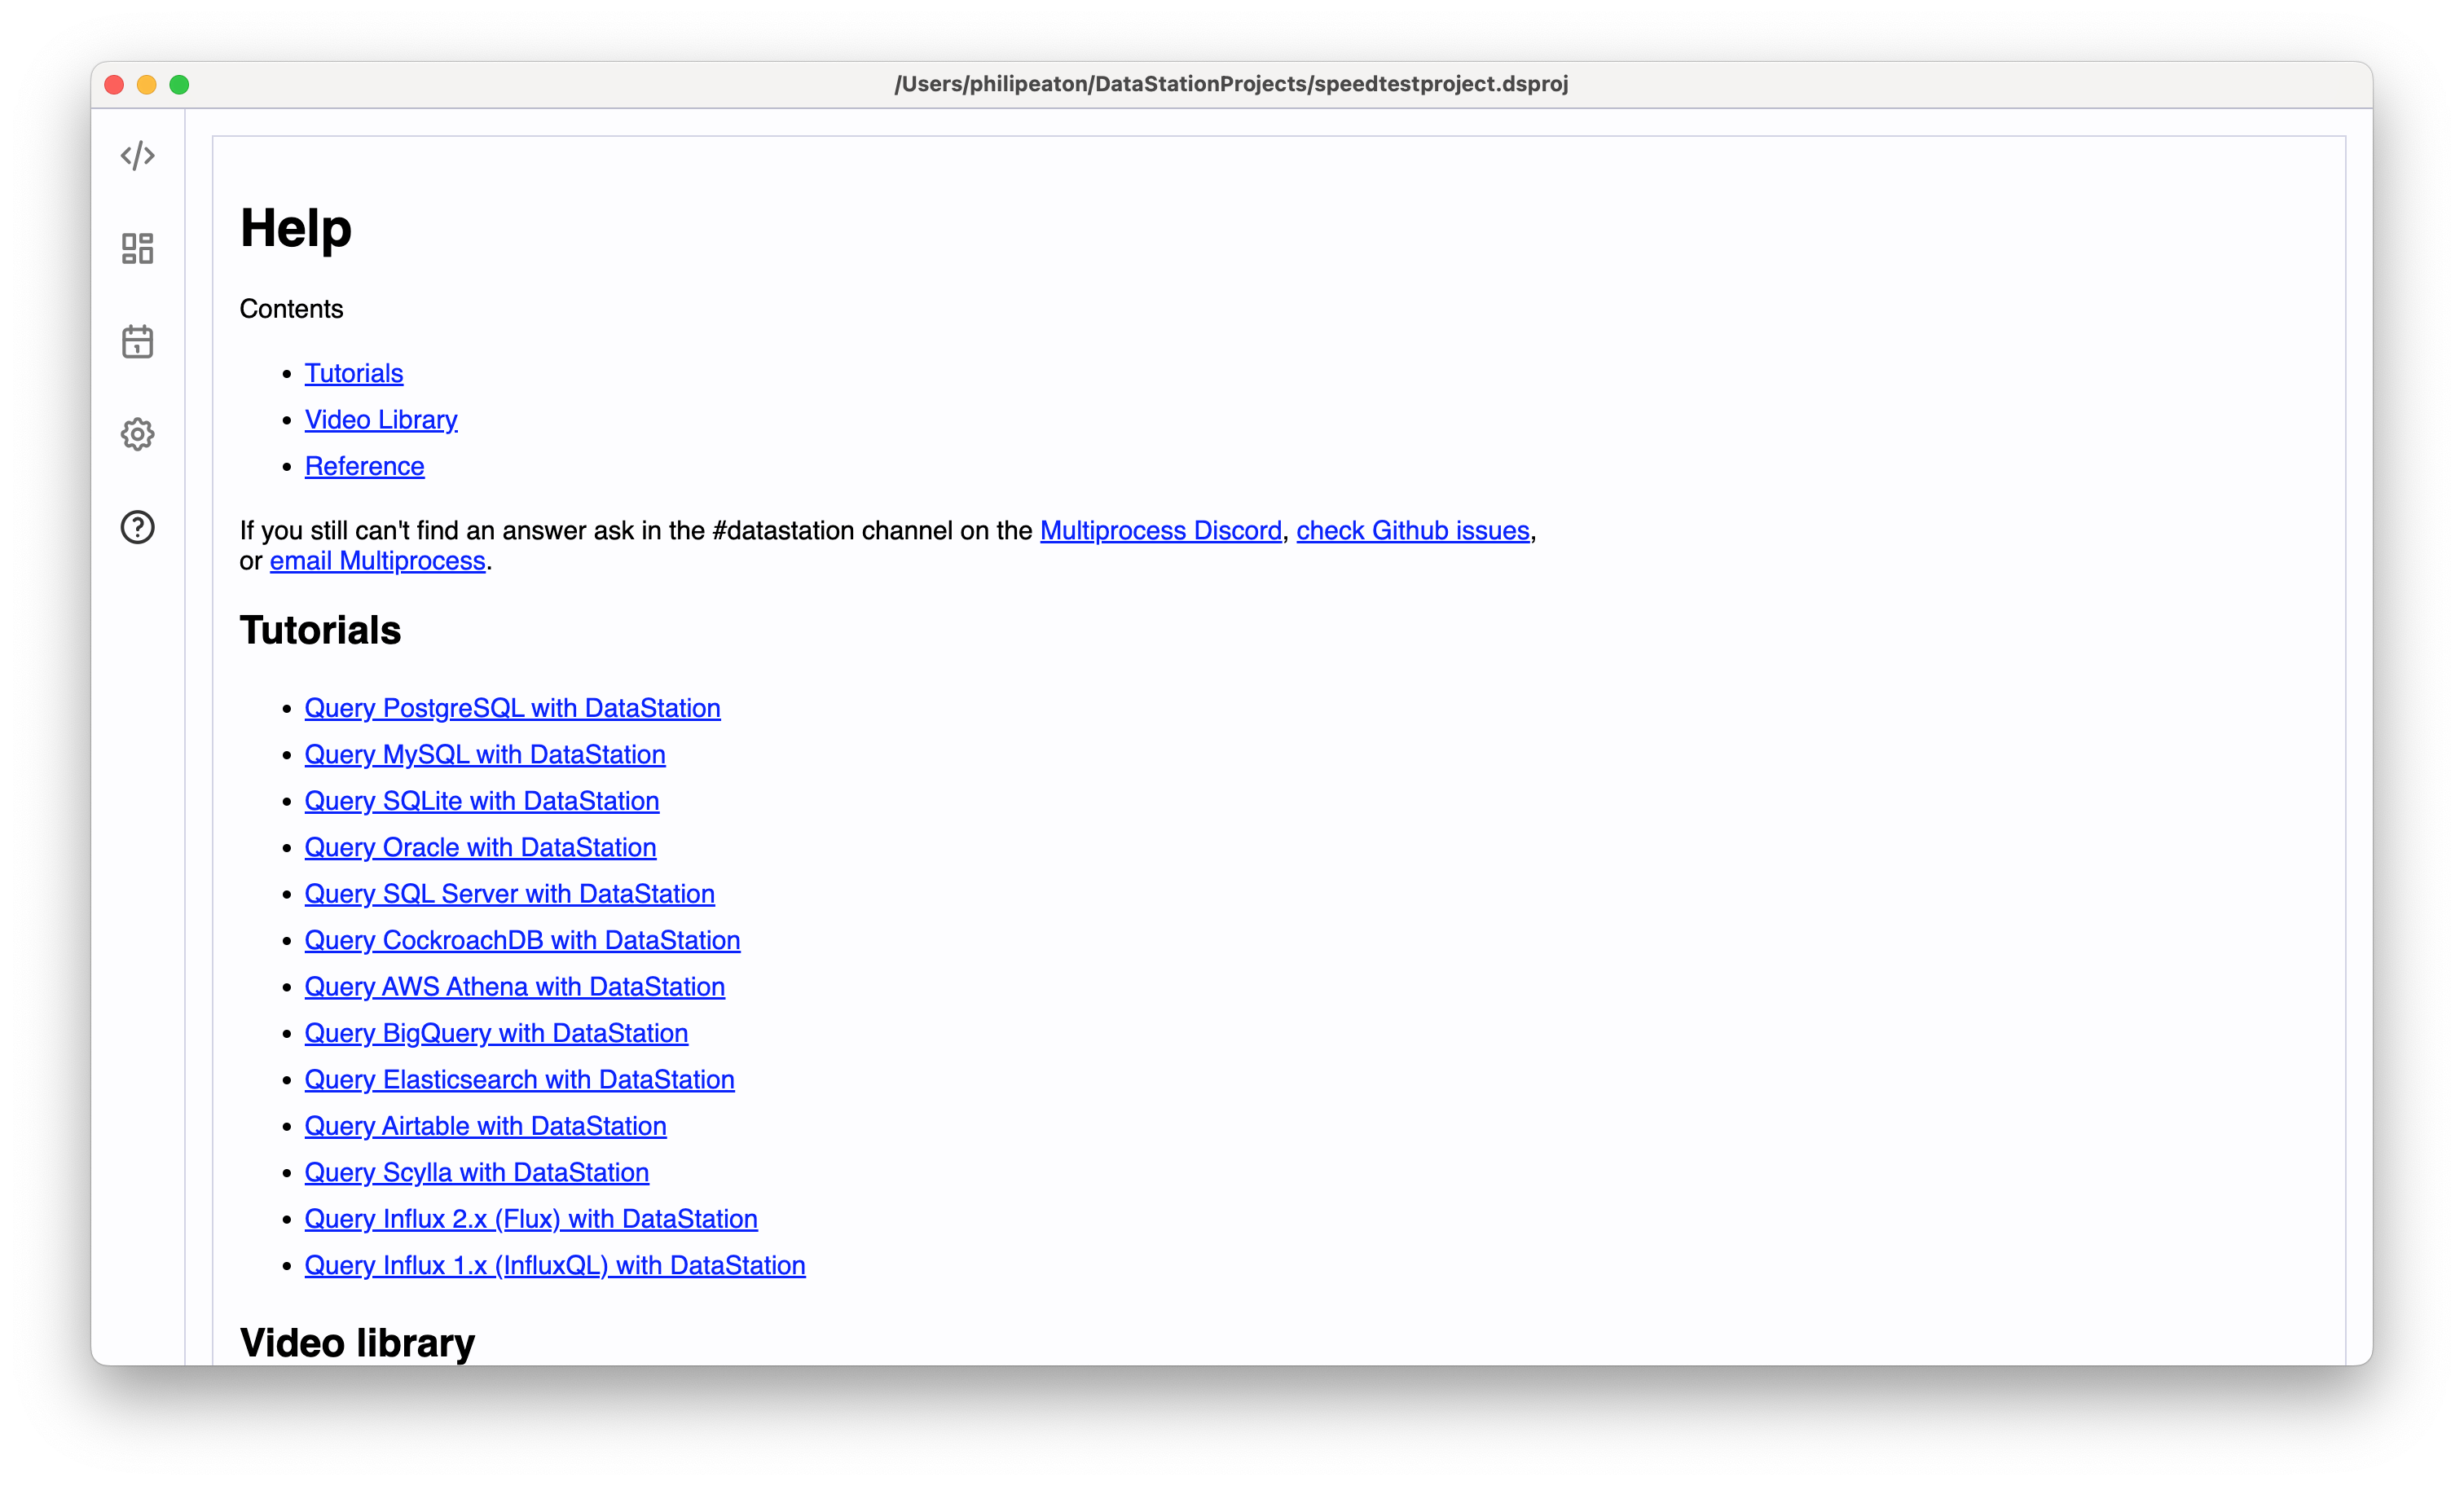 /Users/philipeaton/DataStationProjects/speedtestproject.dsproj
Help
Contents
Tutorials
Video Library
Reference
If you still can't find an answer ask in the #datastation channel on the Multiprocess Discord, check Github issues,
or email Multiprocess.
Tutorials
Query PostgreSQL with DataStation
Query MySQL with DataStation
Query SQLite with DataStation
Query Oracle with DataStation
Query SQL Server with DataStation
Query CockroachDB with DataStation
Query AWS Athena with DataStation
Query BigQuery with DataStation
Query Elasticsearch with DataStation
Query Airtable with DataStation
Query Scylla with DataStation
Query Influx 2.x (Flux) with DataStation
Query Influx 1.x (InfluxQL) with DataStation
Video library